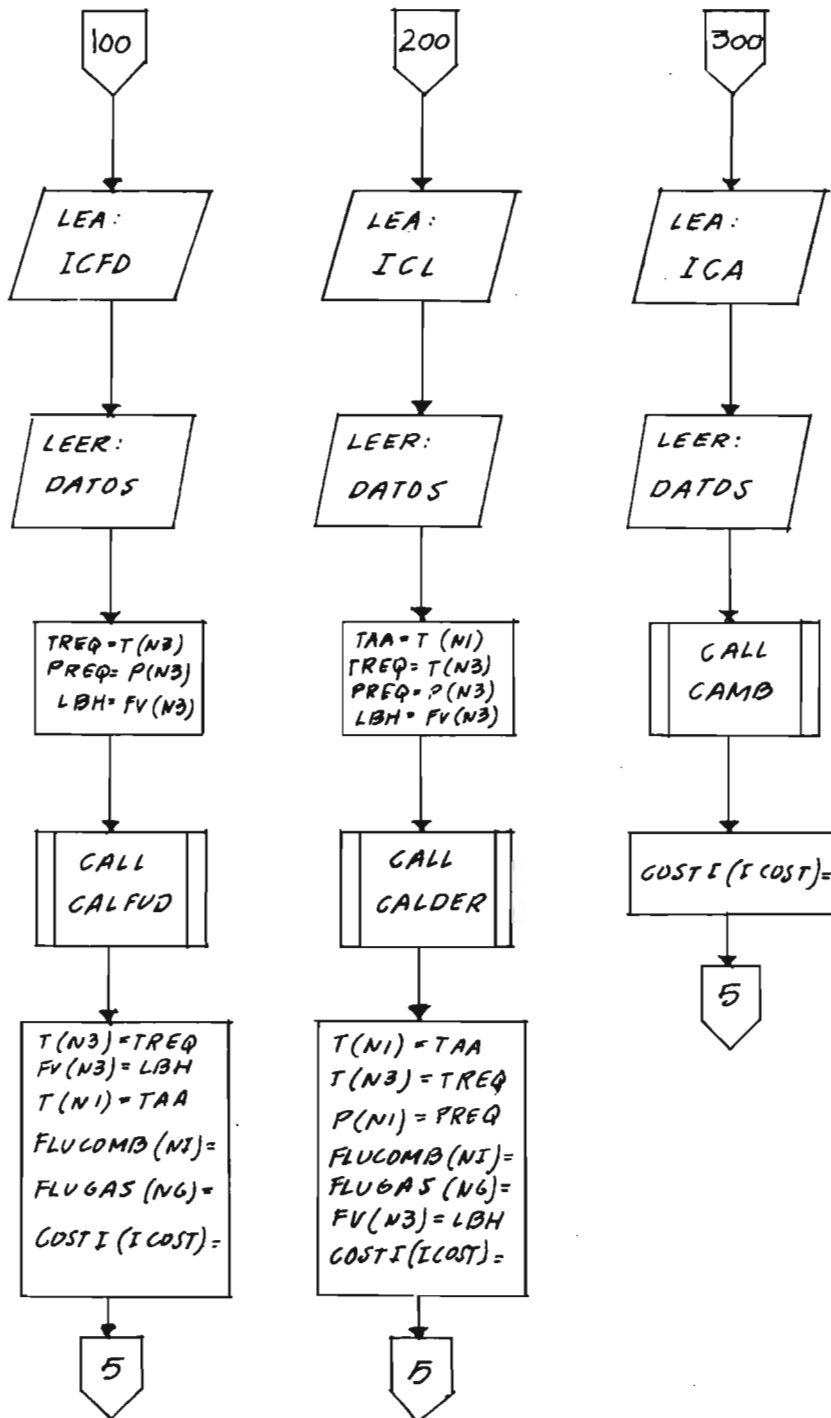 100
LEA:
ICFD
LEER:
DATOS
TREQ=T(N3)
PREQ=P(N3)
LBH=FV(N3)
CALL
CALFUD
T(N3)=TREQ
FV(N3)=LBH
T(N1)=TAA
FLUCOMB(NI)=
FLUGAS(NG)=
COSTI(ICOST)=
5
200
LEA:
ICL
LEER:
DATOS
TAA=T(N1)
TREQ=T(N3)
PREQ=P(N3)
LBH=FV(N3)
CALL
CALDER
T(N1)=TAA
T(N3)=TREQ
P(N1)=PREQ
FLUCOMB(NI)=
FLUGAS(NG)=
FV(N3)=LBH
COSTI(ICOST)=
5
300
LEA:
ICA
LEER:
DATOS
CALL
CAMB
COSTI(ICOST)=
5